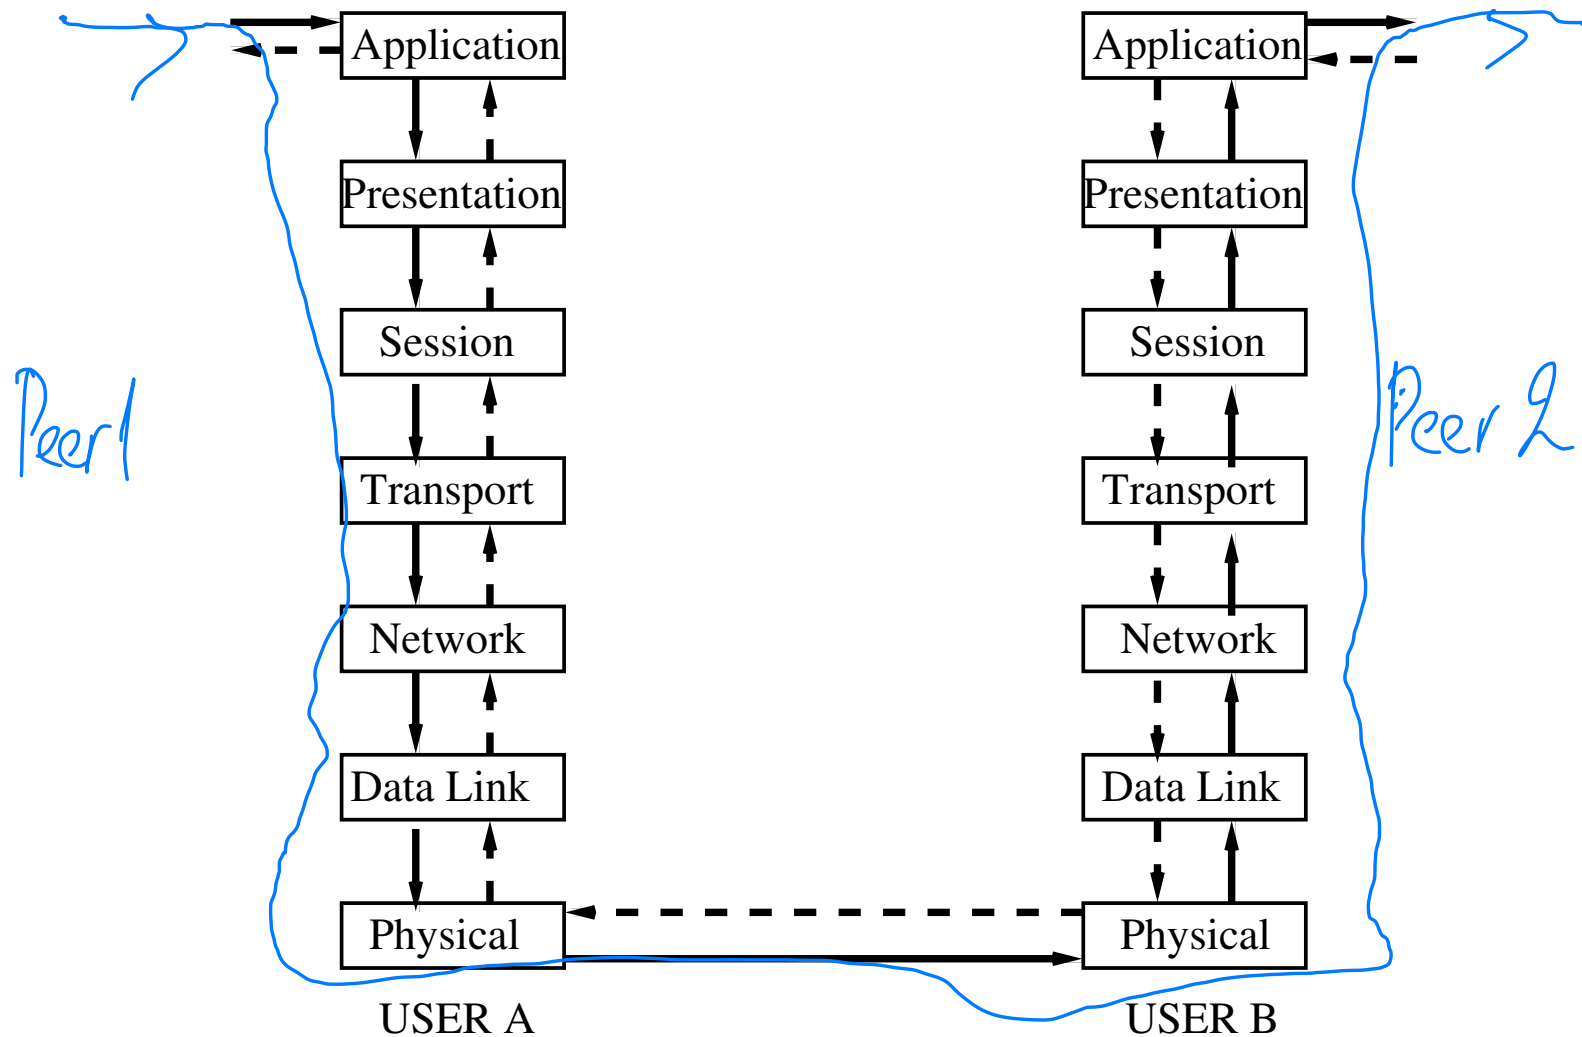 Application Application
Presentation Presentation
Session Session
Peer 1 Peer 2
Transport Transport
Network Network
Data Link Data Link
Physical Physical
USER A USER B